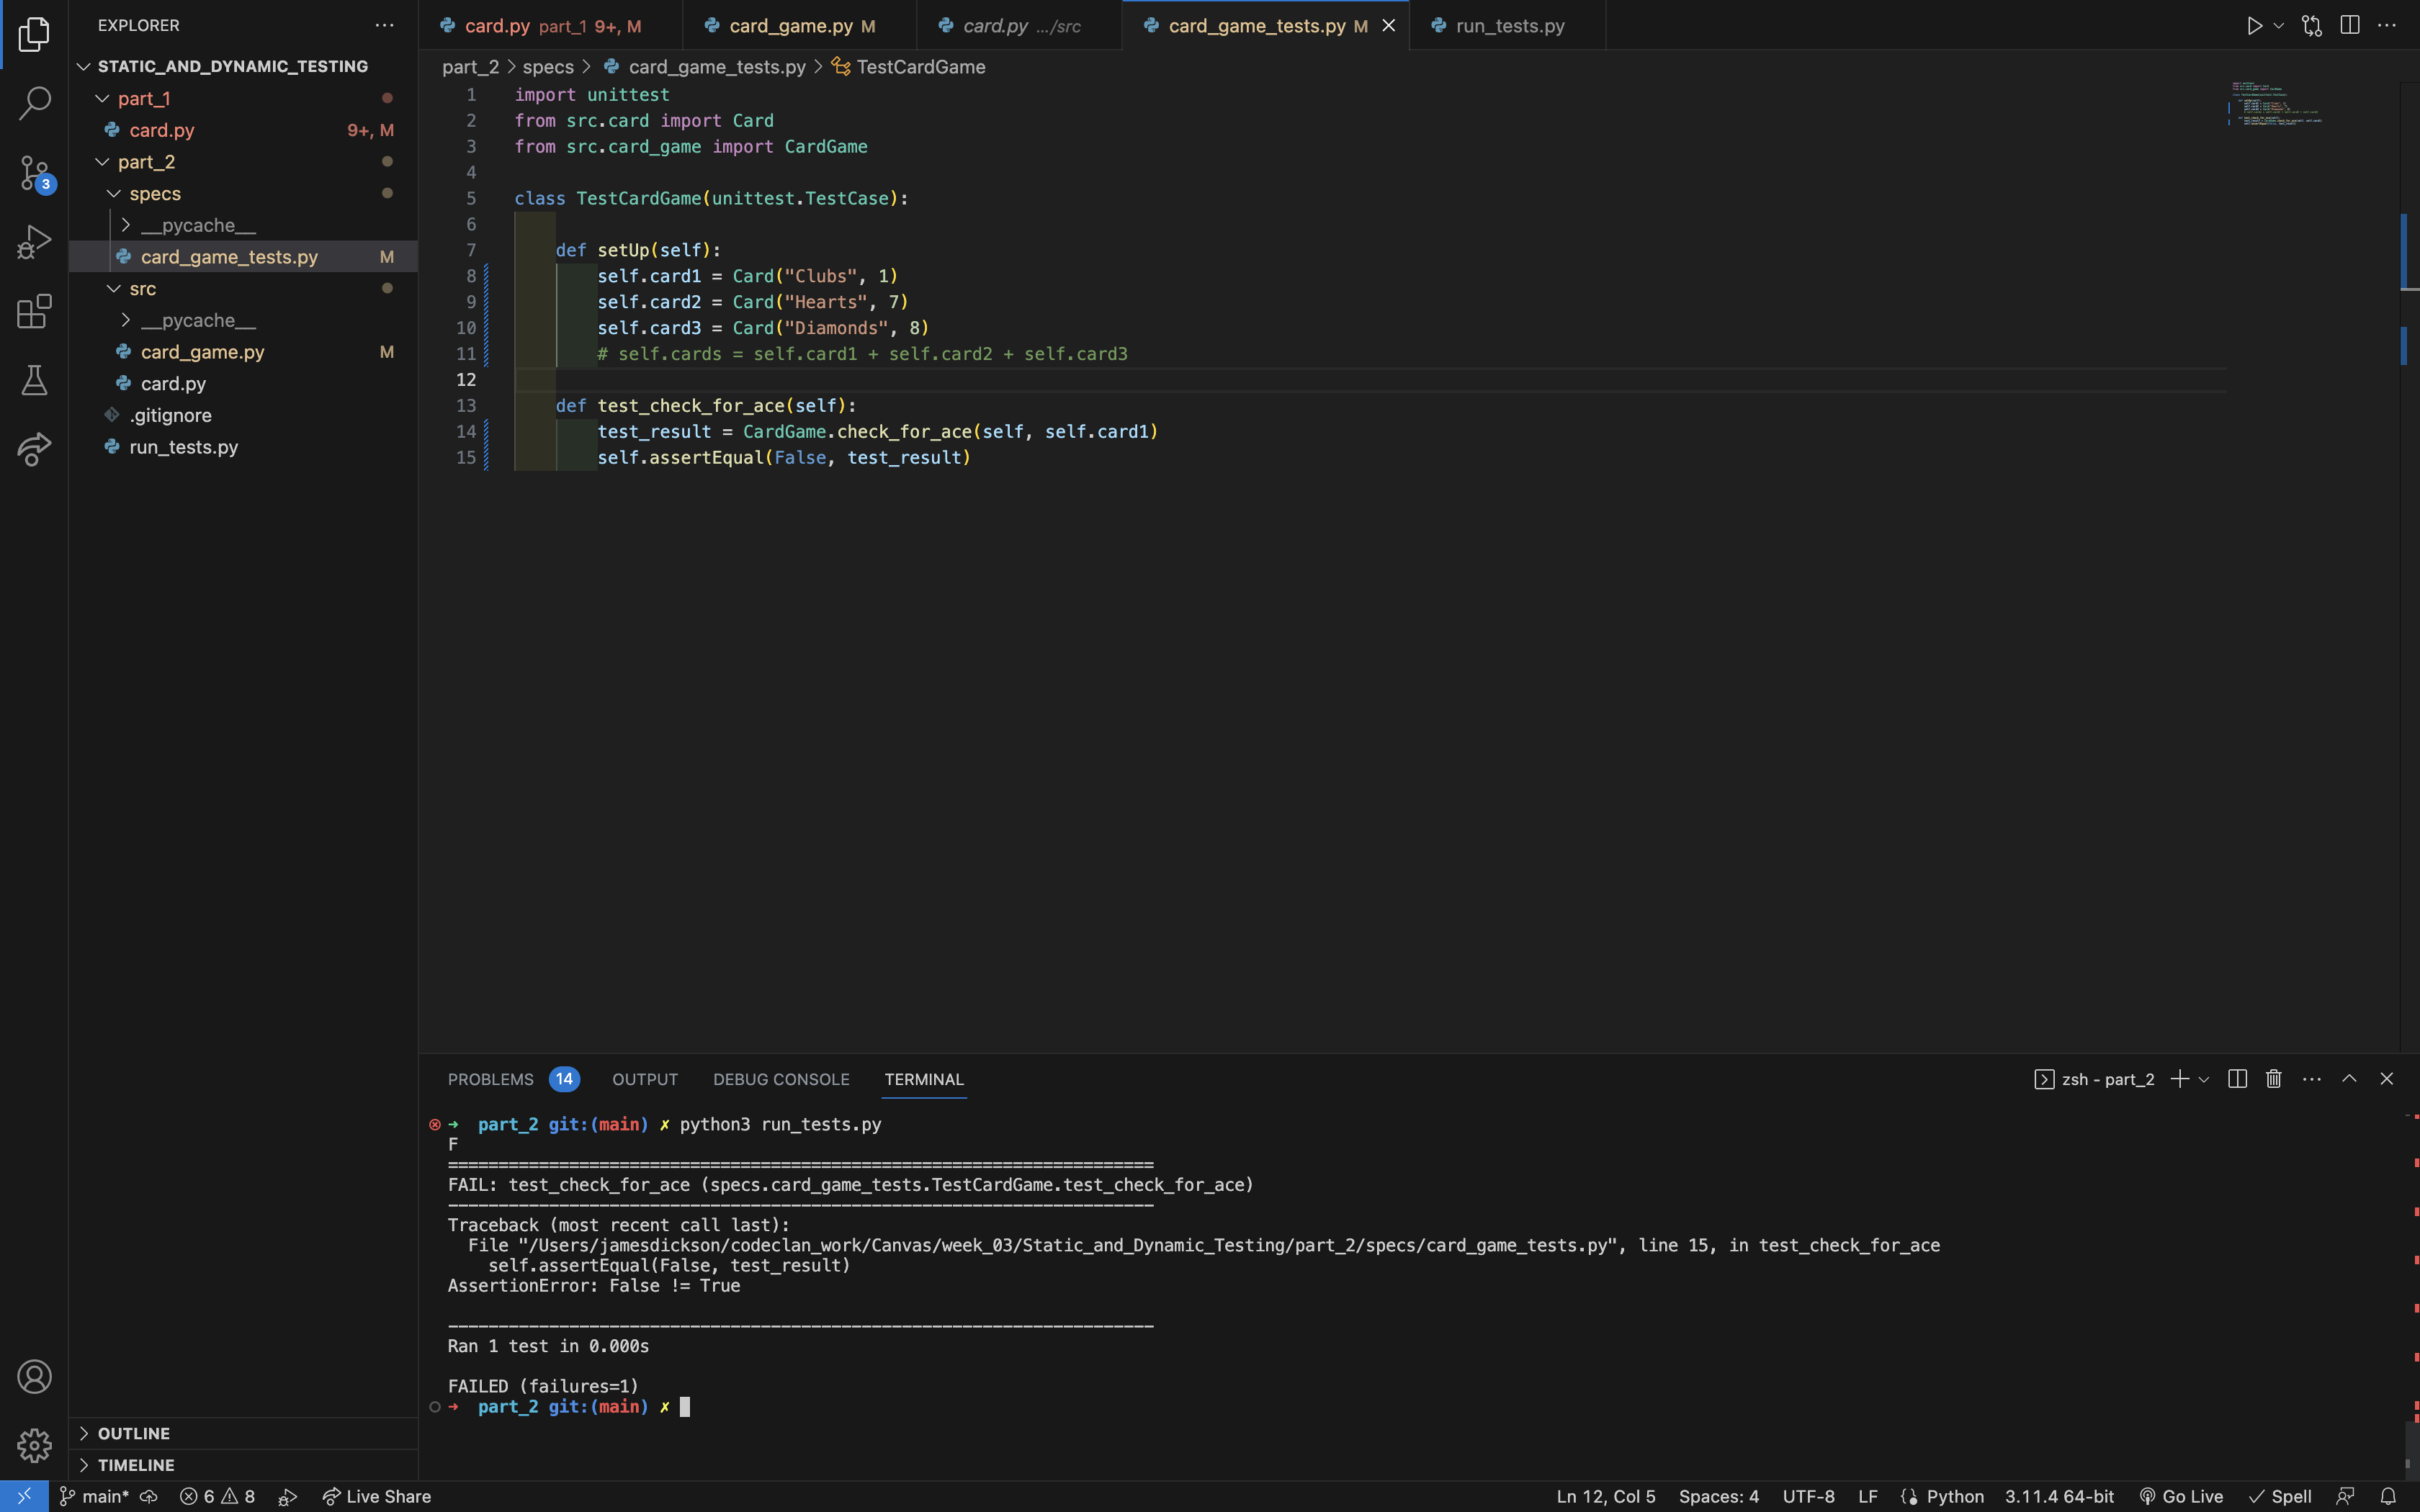 EXPLORER
STATIC_AND_DYNAMIC_TESTING
part_1
card.py 9+, M
part_2
specs
__pycache__
card_game_tests.py M
src
__pycache__
card_game.py M
card.py
.gitignore
run_tests.py
OUTLINE
TIMELINE
3
card.py part_1 9+, M
card_game.py M
card.py .../src
card_game_tests.py M
run_tests.py
part_2 > specs > card_game_tests.py > TestCardGame
1 import unittest
2 from src.card import Card
3 from src.card_game import CardGame
4
5 class TestCardGame(unittest.TestCase):
6
7 def setUp(self):
8 self.card1 = Card("Clubs", 1)
9 self.card2 = Card("Hearts", 7)
10 self.card3 = Card("Diamonds", 8)
11 # self.cards = self.card1 + self.card2 + self.card3
12
13 def test_check_for_ace(self):
14 test_result = CardGame.check_for_ace(self, self.card1)
15 self.assertEqual(False, test_result)
PROBLEMS 14 OUTPUT DEBUG CONSOLE TERMINAL
zsh - part_2
➜ part_2 git:(main) ✗ python3 run_tests.py
F
======================================================================
FAIL: test_check_for_ace (specs.card_game_tests.TestCardGame.test_check_for_ace)
----------------------------------------------------------------------
Traceback (most recent call last):
File "/Users/jamesdickson/codeclan_work/Canvas/week_03/Static_and_Dynamic_Testing/part_2/specs/card_game_tests.py", line 15, in test_check_for_ace
self.assertEqual(False, test_result)
AssertionError: False != True
----------------------------------------------------------------------
Ran 1 test in 0.000s
FAILED (failures=1)
➜ part_2 git:(main) ✗
main* 6 8 Live Share
Ln 12, Col 5 Spaces: 4 UTF-8 LF Python 3.11.4 64-bit Go Live Spell